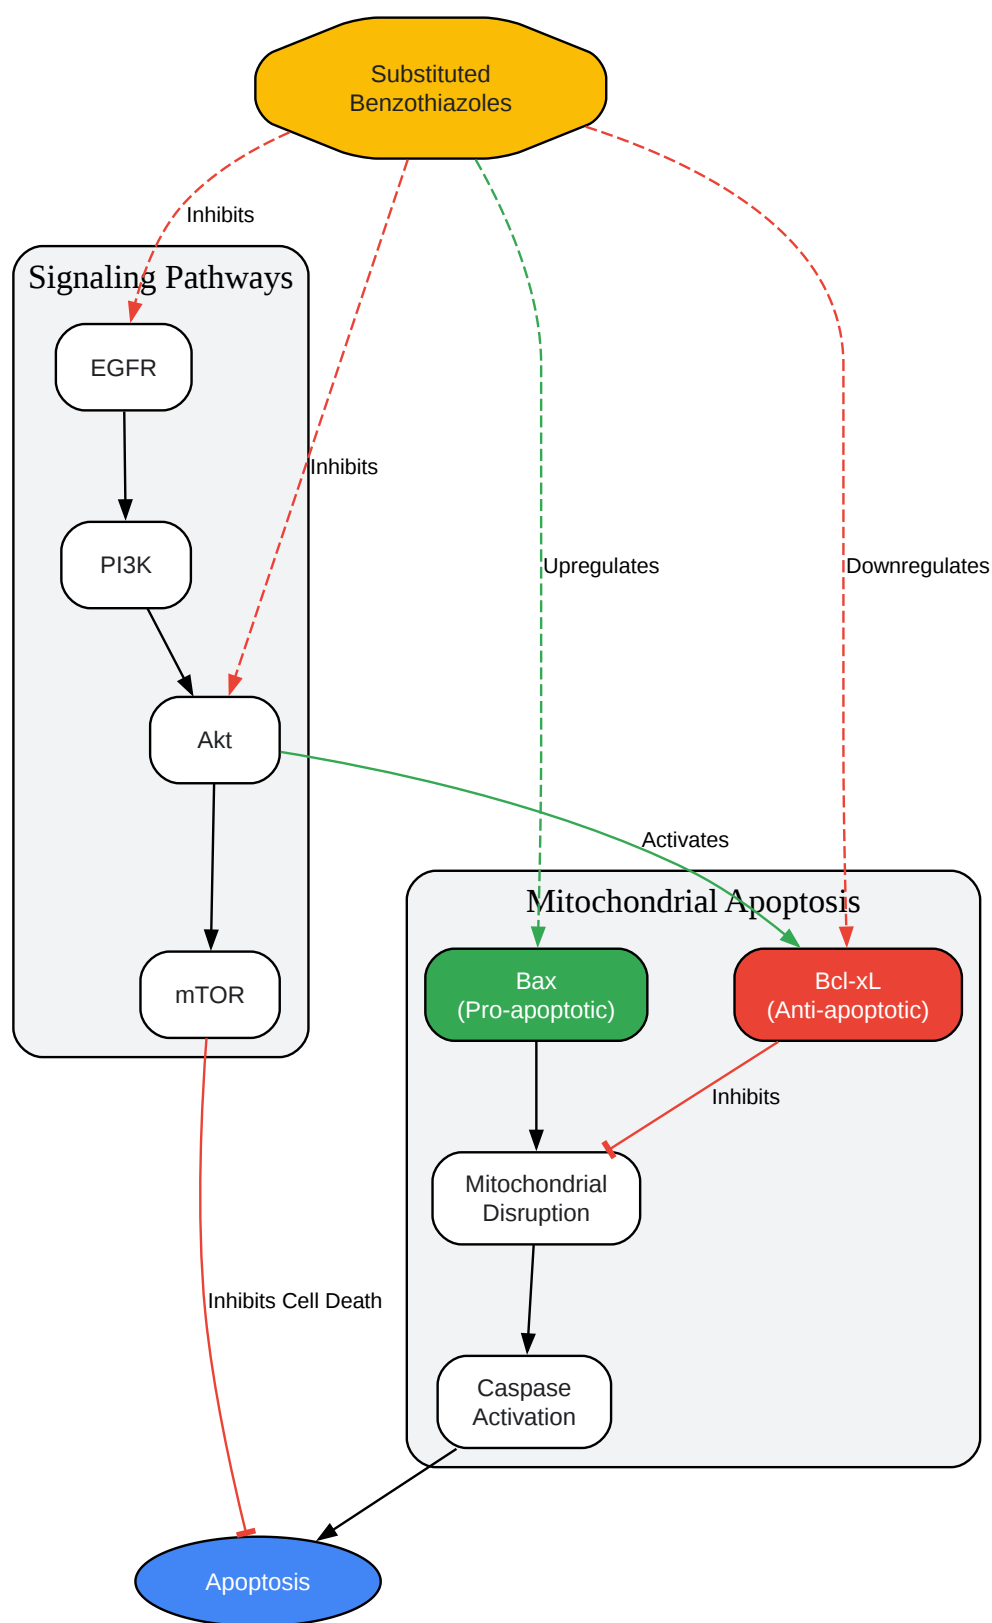 Substituted
Benzothiazoles
Inhibits
Signaling Pathways
EGFR
Inhibits
PI3K
Upregulates
Downregulates
Akt
Activates
Mitochondrial Apoptosis
mTOR
Bax
(Pro-apoptotic)
Bcl-xL
(Anti-apoptotic)
Inhibits
Mitochondrial
Disruption
Inhibits Cell Death
Caspase
Activation
Apoptosis